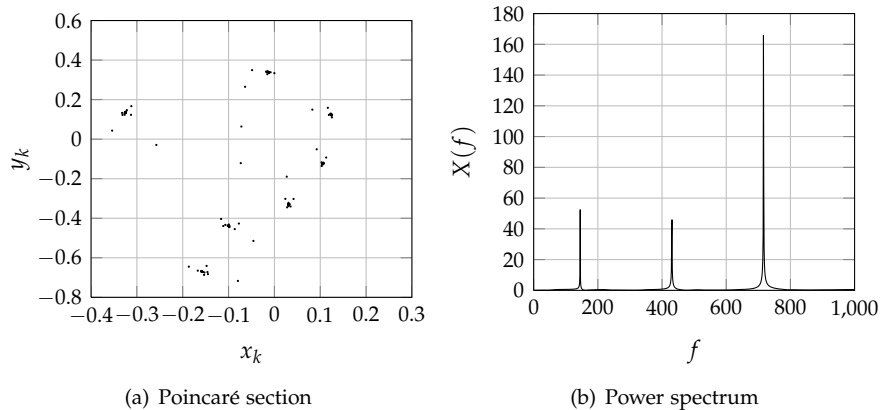 0.6
0.4
0.2
0
−0.2
−0.4
−0.6
−0.8
y_k
−0.4 −0.3 −0.2 −0.1 0 0.1 0.2 0.3
x_k
(a) Poincaré section
180
160
140
120
100
80
60
40
20
0
X(f)
0 200 400 600 800 1,000
f
(b) Power spectrum